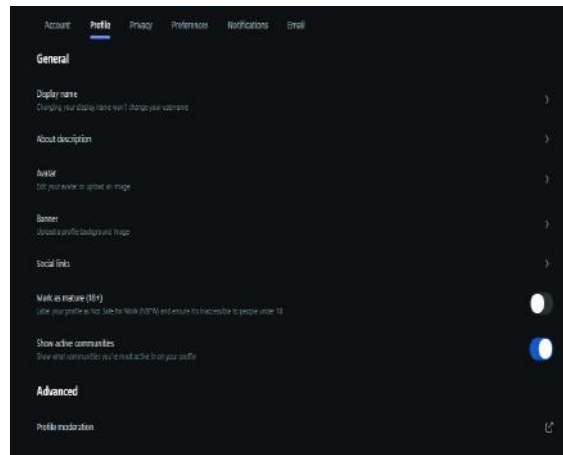 Account Profile Privacy Preferences Notifications Email
General
Display name
Changing your display name won't change your username
About description
Avatar
Edit your avatar or upload an image
Banner
Upload a profile background image
Social links
Mark as mature (18+)
Label your profile as Not Safe for Work (NSFW) and ensure it's inaccessible to people under 18
Show active communities
Show what communities you're most active in on your profile
Advanced
Profile moderation